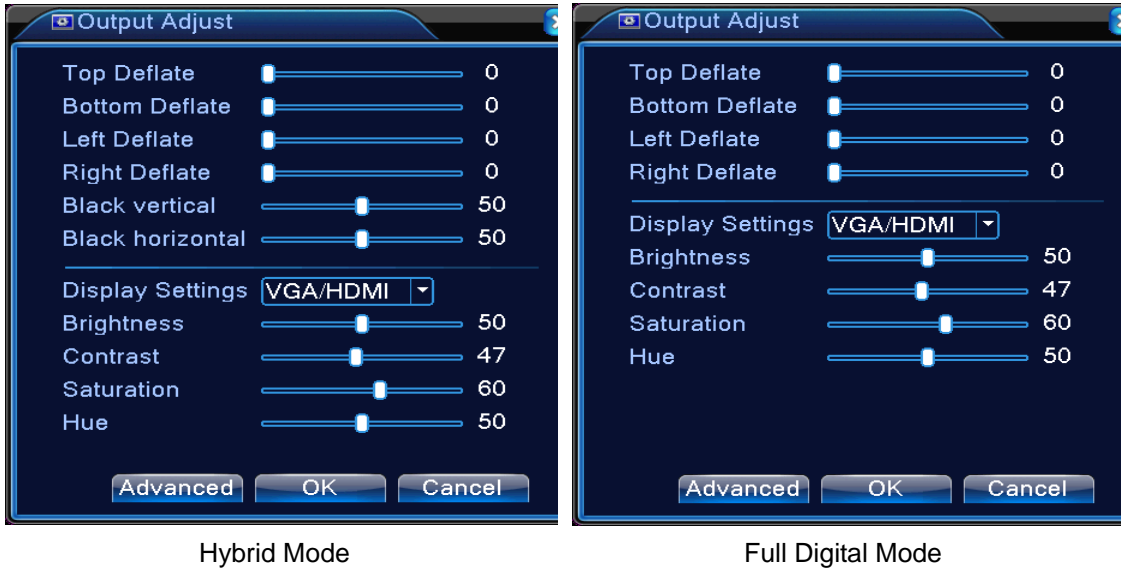 Output Adjust
Top Deflate 0
Bottom Deflate 0
Left Deflate 0
Right Deflate 0
Black vertical 50
Black horizontal 50
Display Settings VGA/HDMI
Brightness 50
Contrast 47
Saturation 60
Hue 50
Advanced OK Cancel
Hybrid Mode
Output Adjust
Top Deflate 0
Bottom Deflate 0
Left Deflate 0
Right Deflate 0
Display Settings VGA/HDMI
Brightness 50
Contrast 47
Saturation 60
Hue 50
Advanced OK Cancel
Full Digital Mode